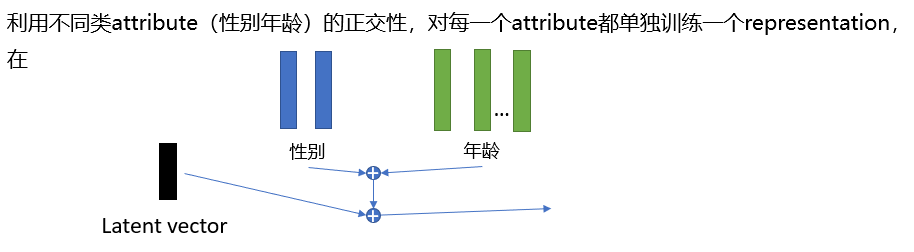 利用不同类attribute（性别年龄）的正交性，对每一个attribute都单独训练一个representation，
在
...
性别
年龄
Latent vector